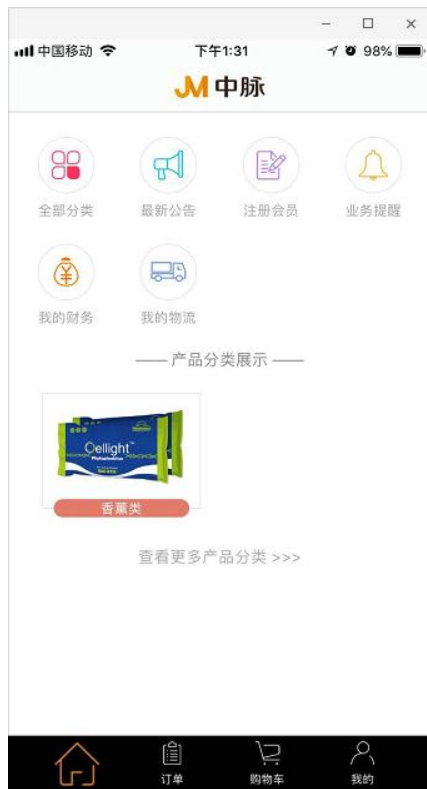 中国移动 下午1:31 98%
JM中脉
全部分类 最新公告 注册会员 业务提醒
我的财务 我的物流
—— 产品分类展示 ——
Cellight
香薰类
查看更多产品分类 >>>
订单 购物车 我的